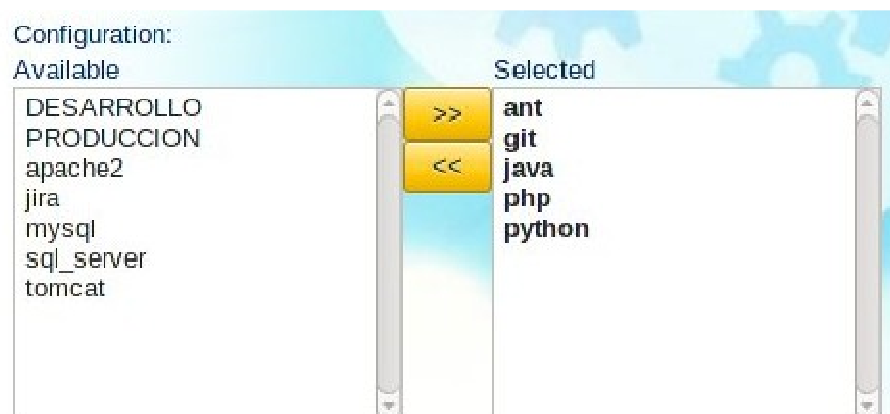 Configuration:
Available
DESARROLLO
PRODUCCION
apache2
jira
mysql
sql_server
tomcat
>>
<<
Selected
ant
git
java
php
python